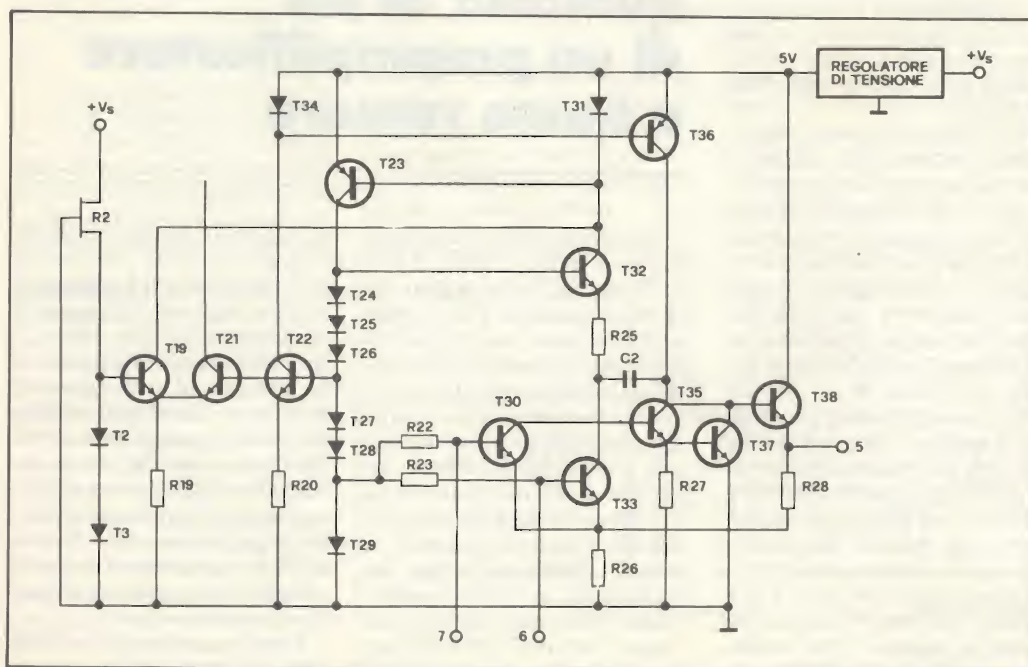 5V
REGOLATORE
DI TENSIONE
+Vs
+Vs
T34
T31
T36
T23
R2
T32
T24
T25
T26
R25
C2
T19
T21
T22
T35
T38
T30
T27
T28
R22
R23
T37
5
T2
T33
R19
R20
R27
R28
T3
T29
R26
7
6